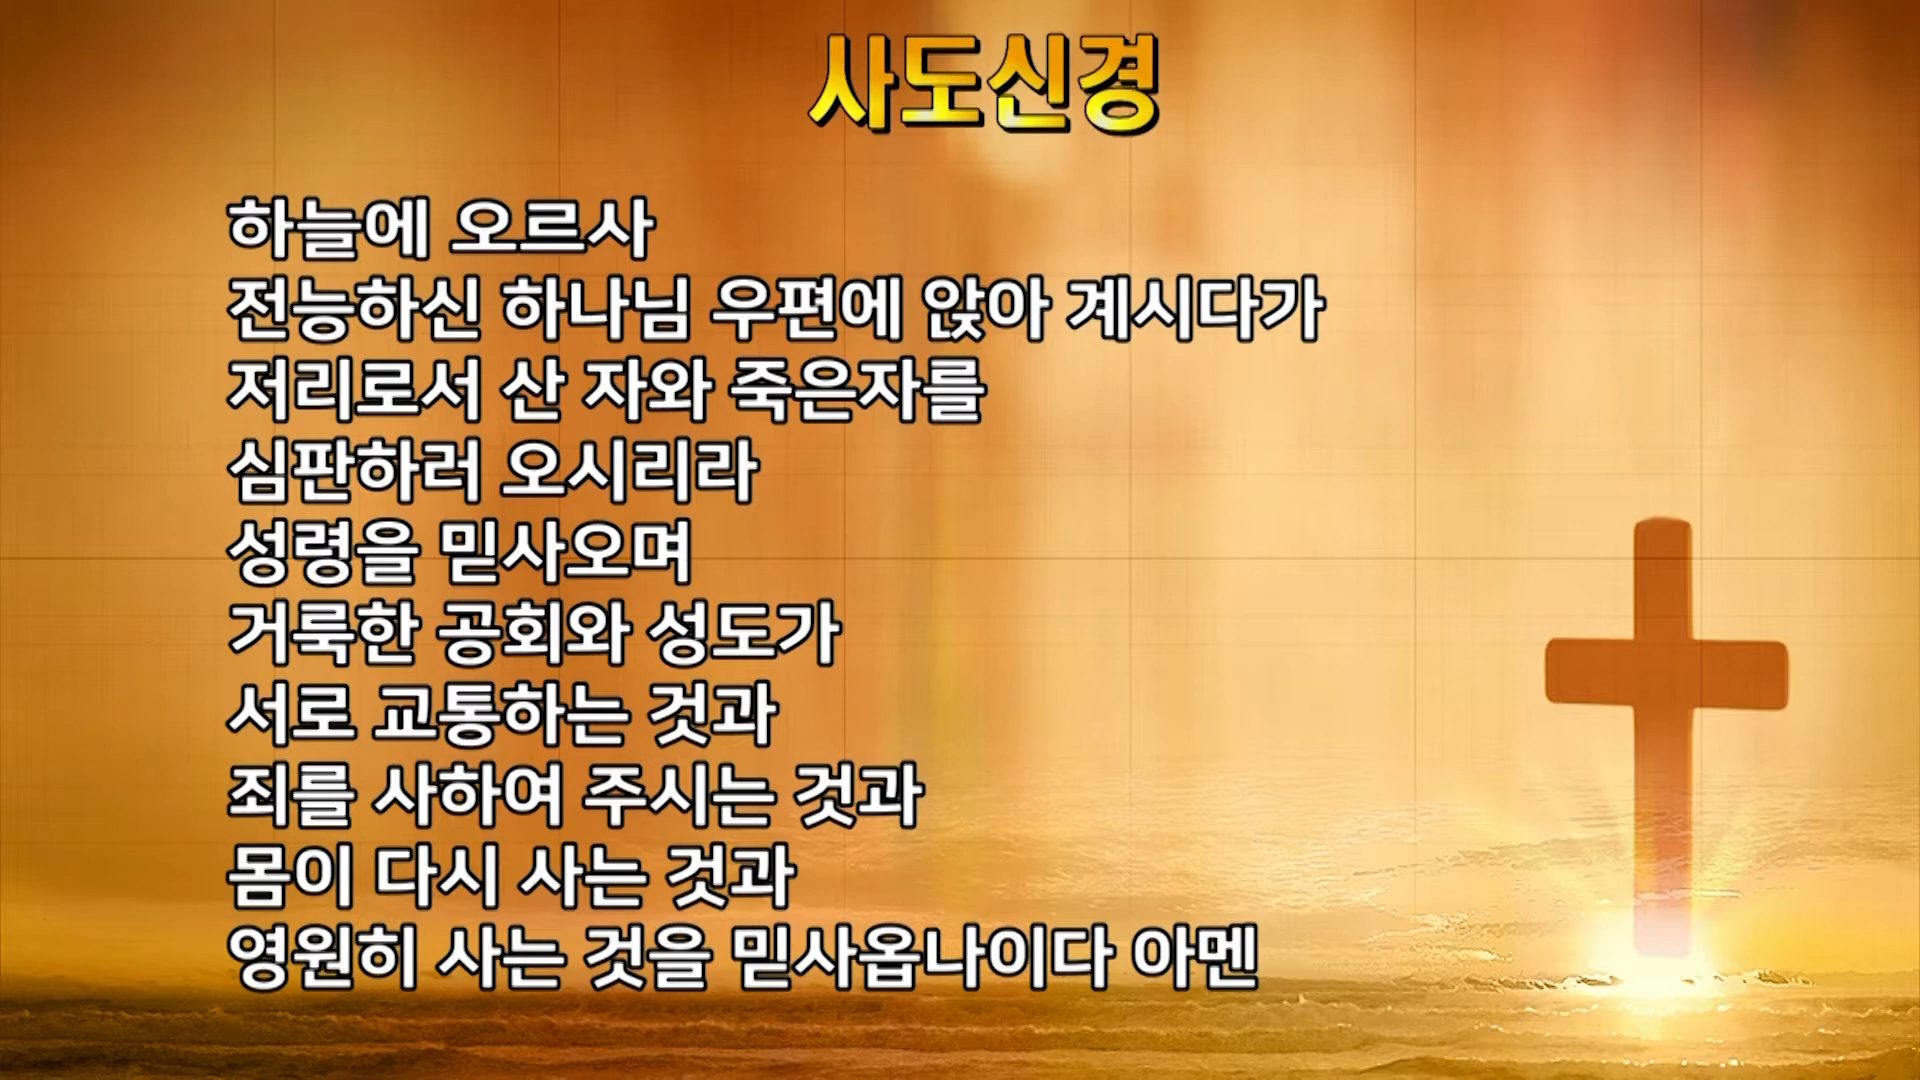 사도신경
하늘에 오르사
전능하신 하나님 우편에 앉아 계시다가
저리로서 산 자와 죽은자를
심판하러 오시리라
성령을 믿사오며
거룩한 공회와 성도가
서로 교통하는 것과
죄를 사하여 주시는 것과
몸이 다시 사는 것과
영원히 사는 것을 믿사옵나이다 아멘